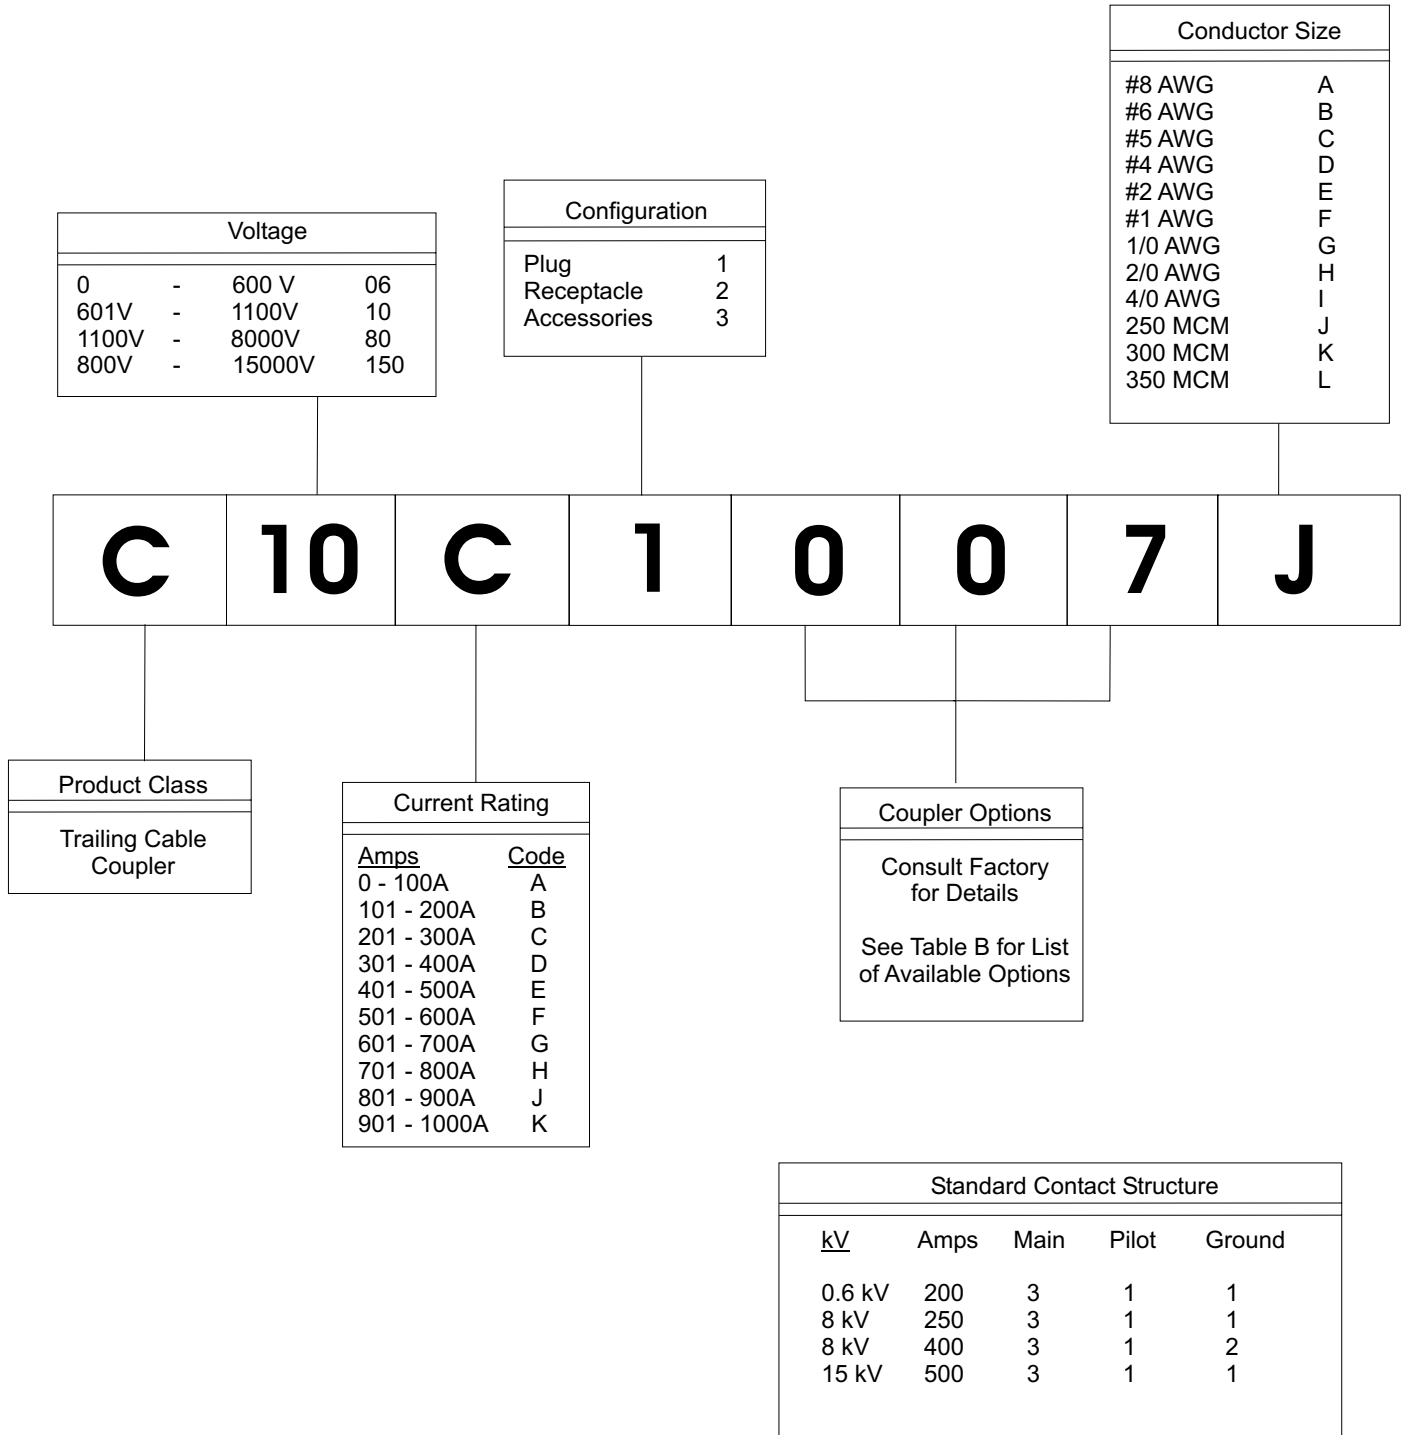 Conductor Size
#8 AWG A
#6 AWG B
#5 AWG C
#4 AWG D
#2 AWG E
#1 AWG F
1/0 AWG G
2/0 AWG H
4/0 AWG I
250 MCM J
300 MCM K
350 MCM L
Configuration
Plug 1
Receptacle 2
Accessories 3
Voltage
0 - 600 V 06
601V - 1100V 10
1100V - 8000V 80
800V - 15000V 150
C 10 C 1 0 0 7 J
Product Class
Trailing Cable
Coupler
Current Rating
Amps Code
0 - 100A A
101 - 200A B
201 - 300A C
301 - 400A D
401 - 500A E
501 - 600A F
601 - 700A G
701 - 800A H
801 - 900A J
901 - 1000A K
Coupler Options
Consult Factory
for Details
See Table B for List
of Available Options
Standard Contact Structure
kV Amps Main Pilot Ground
0.6 kV 200 3 1 1
8 kV 250 3 1 1
8 kV 400 3 1 2
15 kV 500 3 1 1